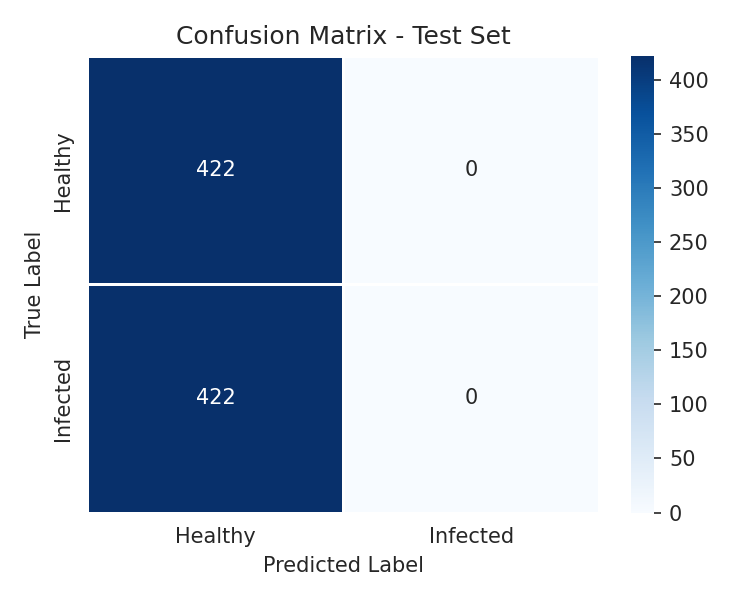 Confusion Matrix - Test Set
True Label
Healthy
Infected
422
0
422
0
Healthy
Infected
Predicted Label
400
350
300
250
200
150
100
50
0